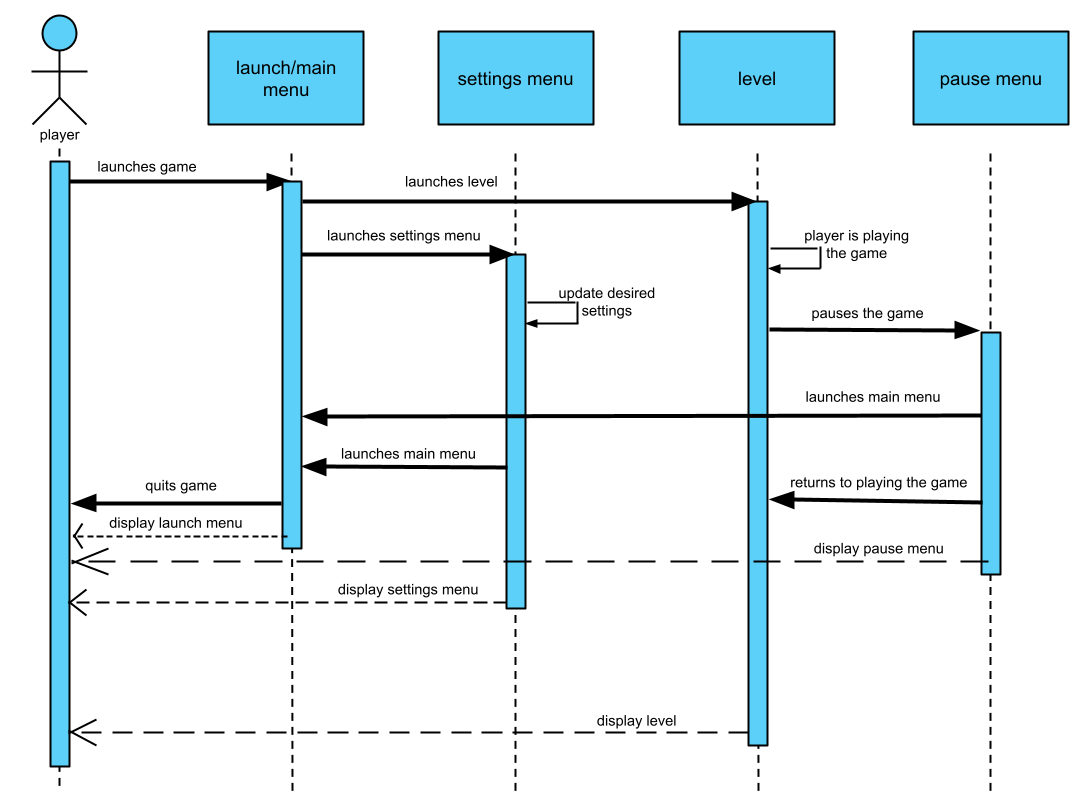 launch/main
menu
settings menu
level
pause menu
player
launches game
launches level
launches settings menu
player is playing
the game
update desired
settings
pauses the game
launches main menu
launches main menu
quits game
returns to playing the game
display launch menu
display pause menu
display settings menu
display level